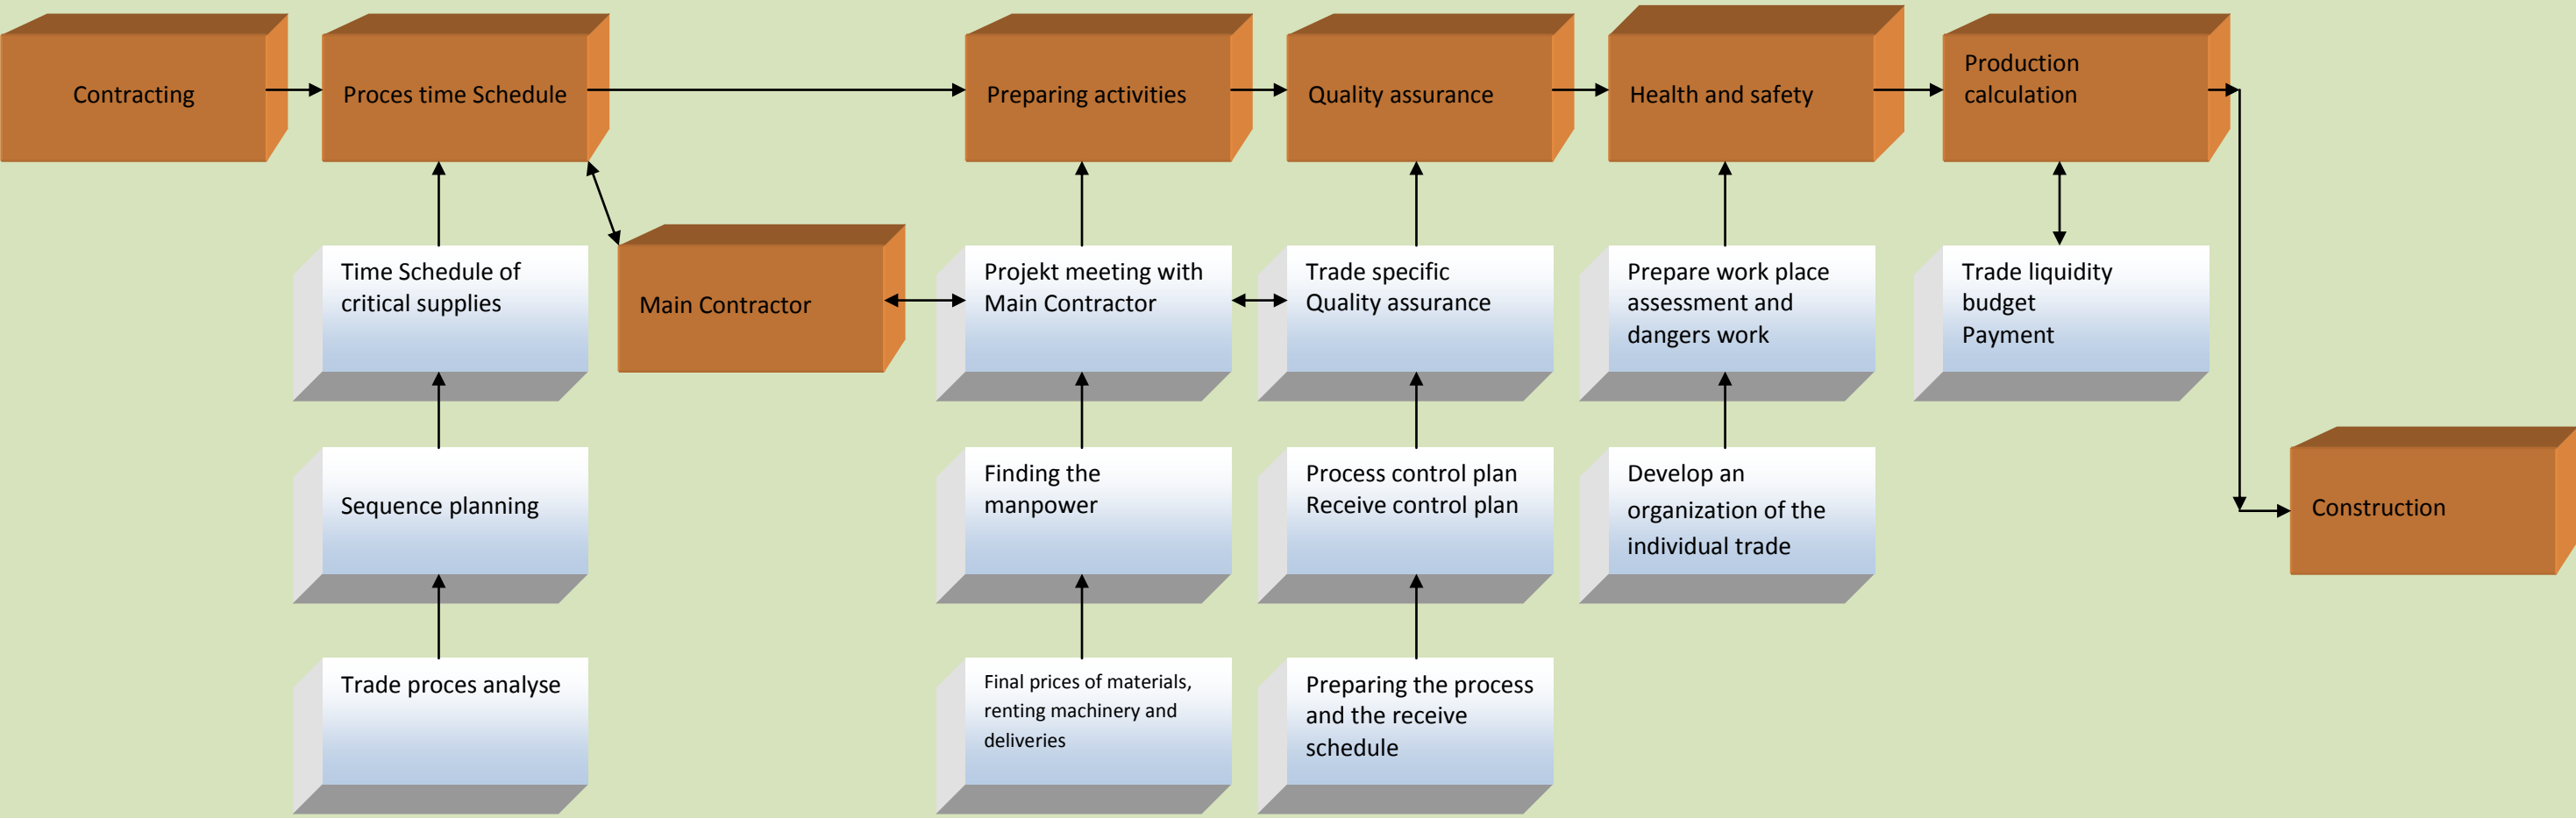 Contracting
Proces time Schedule
Preparing activities
Quality assurance
Health and safety
Production
calculation
Time Schedule of
critical supplies
Main Contractor
Projekt meeting with
Main Contractor
Trade specific
Quality assurance
Prepare work place
assessment and
dangers work
Trade liquidity
budget
Payment
Sequence planning
Finding the
manpower
Process control plan
Receive control plan
Develop an
organization of the
individual trade
Construction
Trade proces analyse
Final prices of materials,
renting machinery and
deliveries
Preparing the process
and the receive
schedule